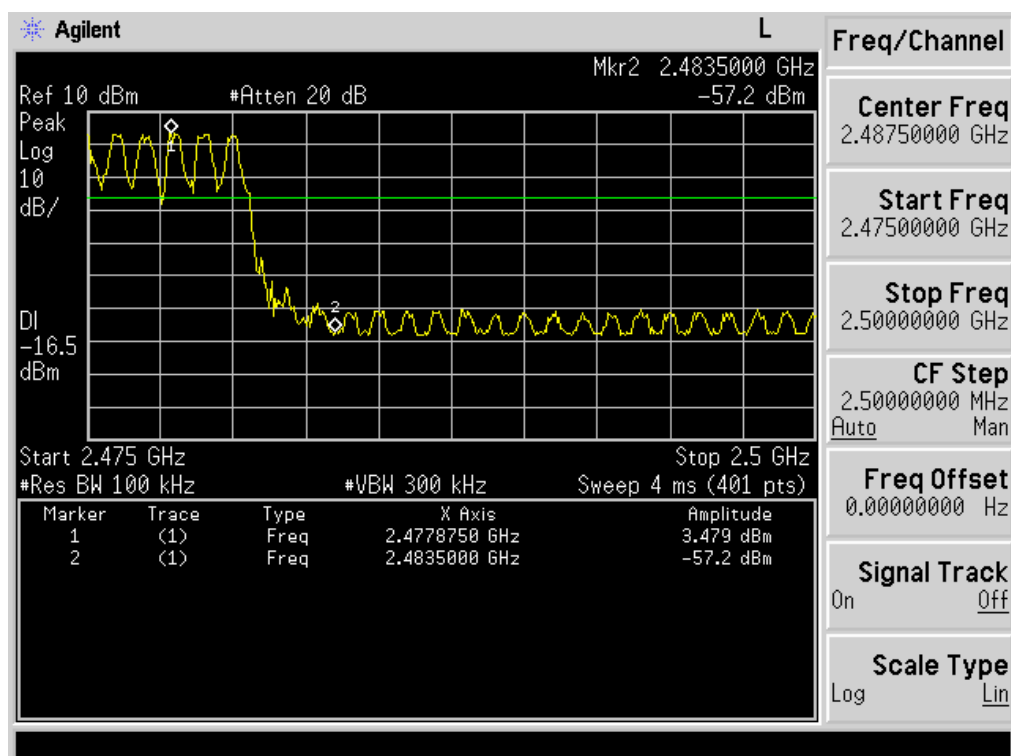 Agilent L
Freq/Channel
Mkr2 2.4835000 GHz
Ref 10 dBm #Atten 20 dB -57.2 dBm
Peak
Log
10
dB/
1
2
DI
-16.5
dBm
Start 2.475 GHz Stop 2.5 GHz
#Res BW 100 kHz #VBW 300 kHz Sweep 4 ms (401 pts)
Marker Trace Type X Axis Amplitude
1 (1) Freq 2.4778750 GHz 3.479 dBm
2 (1) Freq 2.4835000 GHz -57.2 dBm
Center Freq
2.48750000 GHz
Start Freq
2.47500000 GHz
Stop Freq
2.50000000 GHz
CF Step
2.50000000 MHz
Auto Man
Freq Offset
0.00000000 Hz
Signal Track
On Off
Scale Type
Log Lin